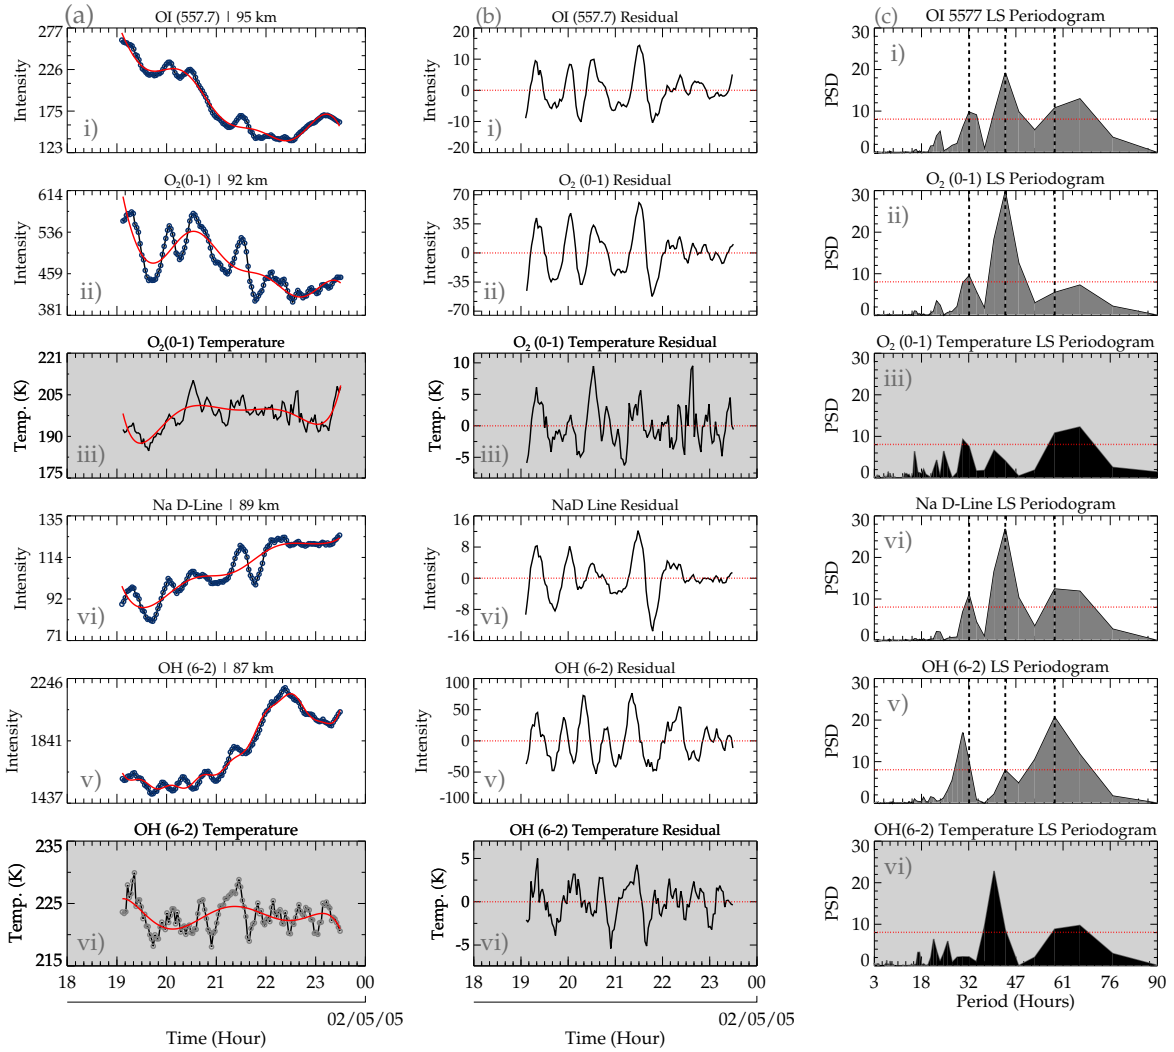 (a)
OI (557.7) | 95 km
277
226
175
123
Intensity
i)
(b)
OI (557.7) Residual
20
10
0
-10
-20
Intensity
i)
(c)
OI 5577 LS Periodogram
30
20
10
0
PSD
i)
O₂(0-1) | 92 km
614
536
459
381
Intensity
ii)
O₂ (0-1) Residual
70
35
0
-35
-70
Intensity
ii)
O₂ (0-1) LS Periodogram
30
20
10
0
PSD
ii)
O₂(0-1) Temperature
221
205
190
175
Temp. (K)
iii)
O₂ (0-1) Temperature Residual
10
5
0
-5
Temp. (K)
iii)
O₂ (0-1) Temperature LS Periodogram
30
20
10
0
PSD
iii)
Na D-Line | 89 km
135
114
92
71
Intensity
vi)
NaD Line Residual
16
8
0
-8
-16
Intensity
vi)
Na D-Line LS Periodogram
30
20
10
0
PSD
vi)
OH (6-2) | 87 km
2246
1841
1437
Intensity
v)
OH (6-2) Residual
100
50
0
-50
-100
Intensity
v)
OH (6-2) LS Periodogram
30
20
10
0
PSD
v)
OH (6-2) Temperature
235
225
215
Temp. (K)
vi)
18 19 20 21 22 23 00
02/05/05
Time (Hour)
OH (6-2) Temperature Residual
5
0
-5
Temp. (K)
vi)
18 19 20 21 22 23 00
02/05/05
Time (Hour)
OH(6-2) Temperature LS Periodogram
30
20
10
0
PSD
vi)
3 18 32 47 61 76 90
Period (Hours)